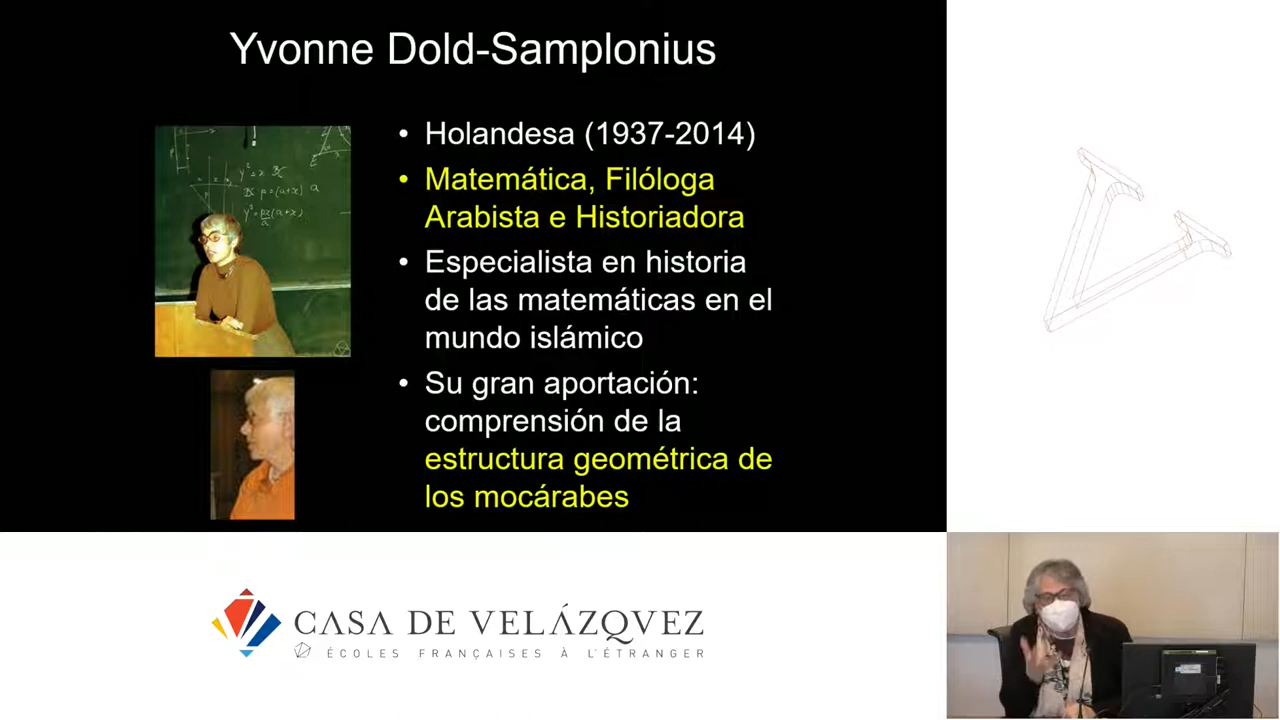 Yvonne Dold-Samplonius
• Holandesa (1937-2014)
• Matemática, Filóloga
Arabista e Historiadora
• Especialista en historia
de las matemáticas en el
mundo islámico
• Su gran aportación:
comprensión de la
estructura geométrica de
los mocárabes
CASA DE VELÁZQVEZ
ÉCOLES FRANÇAISES À L'ÉTRANGER